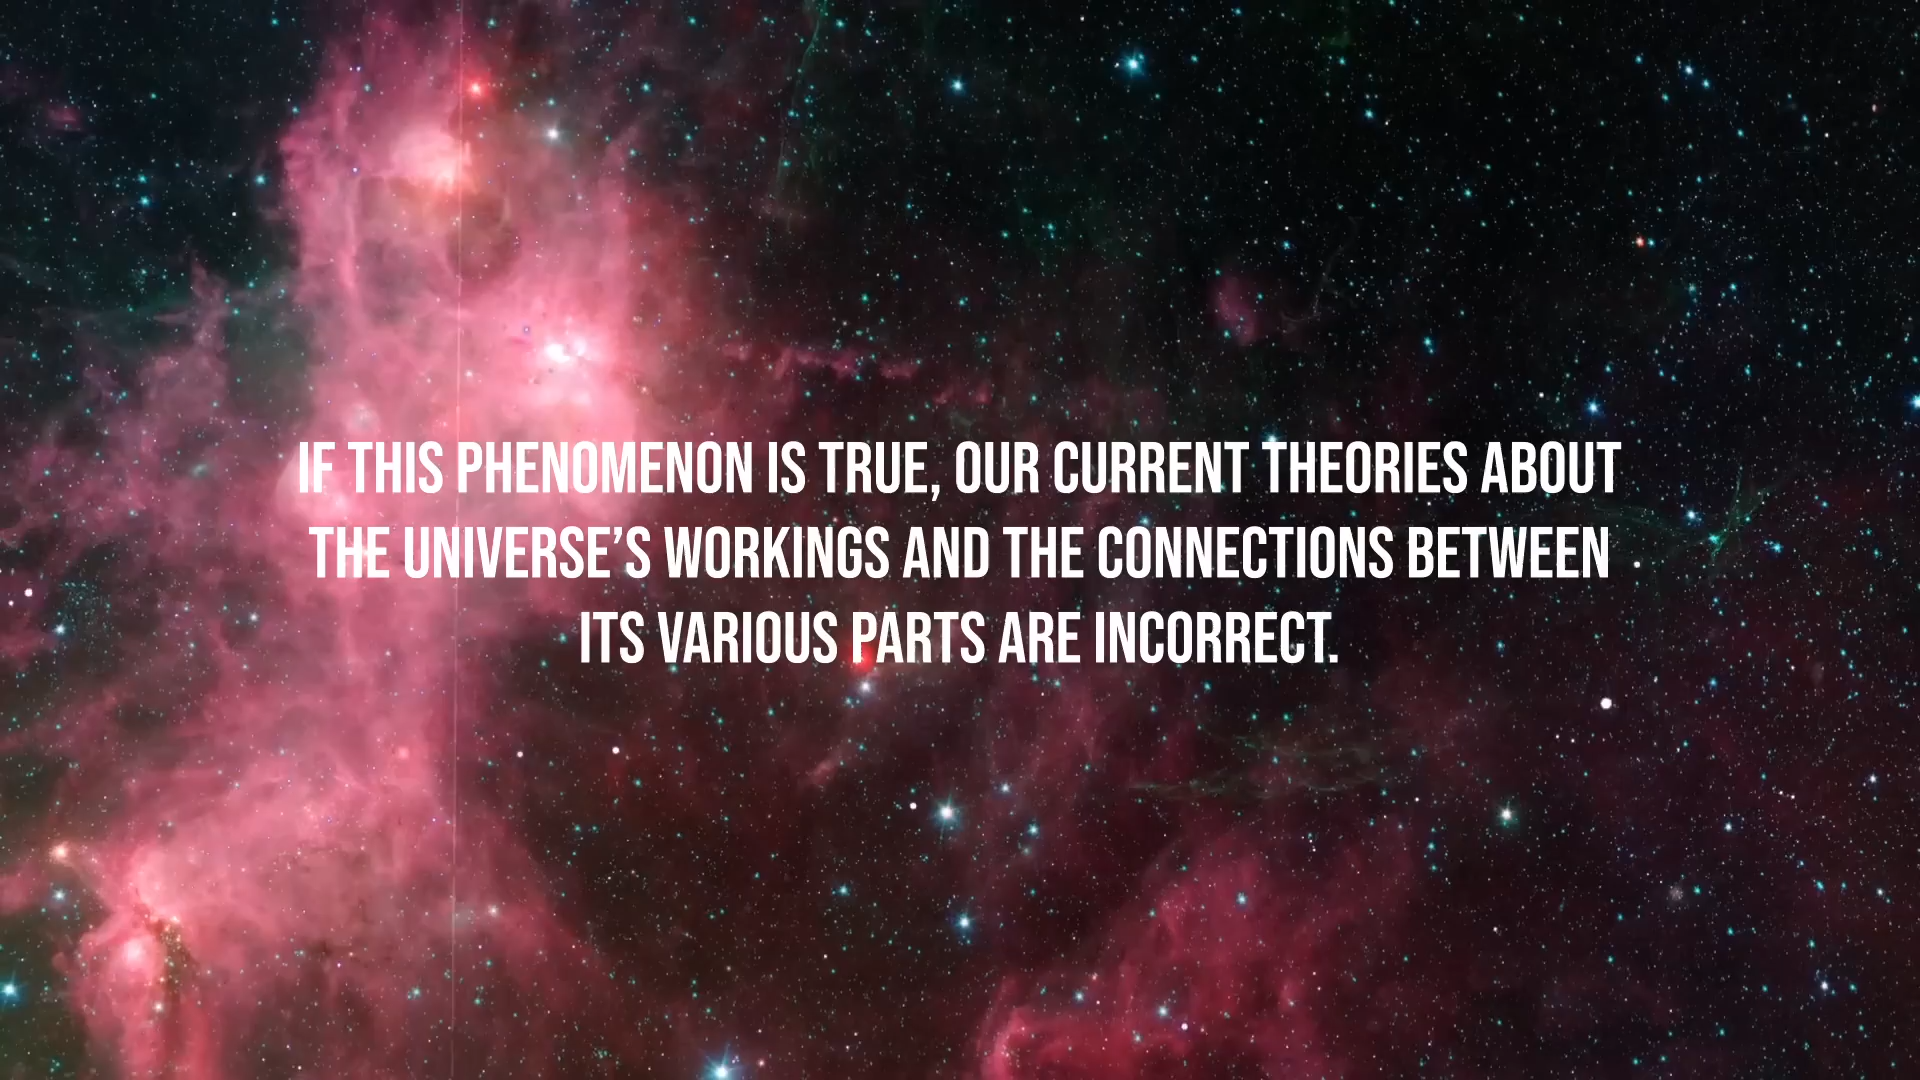 IF THIS PHENOMENON IS TRUE, OUR CURRENT THEORIES ABOUT
THE UNIVERSE’S WORKINGS AND THE CONNECTIONS BETWEEN
ITS VARIOUS PARTS ARE INCORRECT.